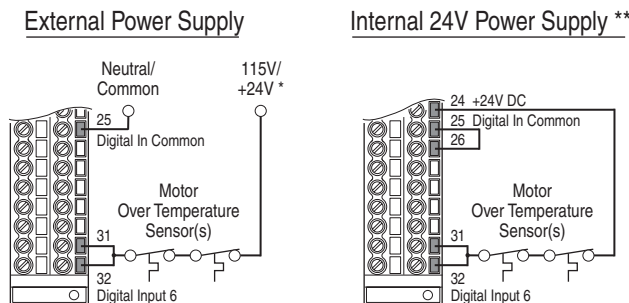 External Power Supply
Neutral/
Common
115V/
+24V *
25
Digital In Common
Motor
Over Temperature
Sensor(s)
31
32
Digital Input 6
Internal 24V Power Supply **
24 +24V DC
25 Digital In Common
26
Motor
Over Temperature
Sensor(s)
31
32
Digital Input 6